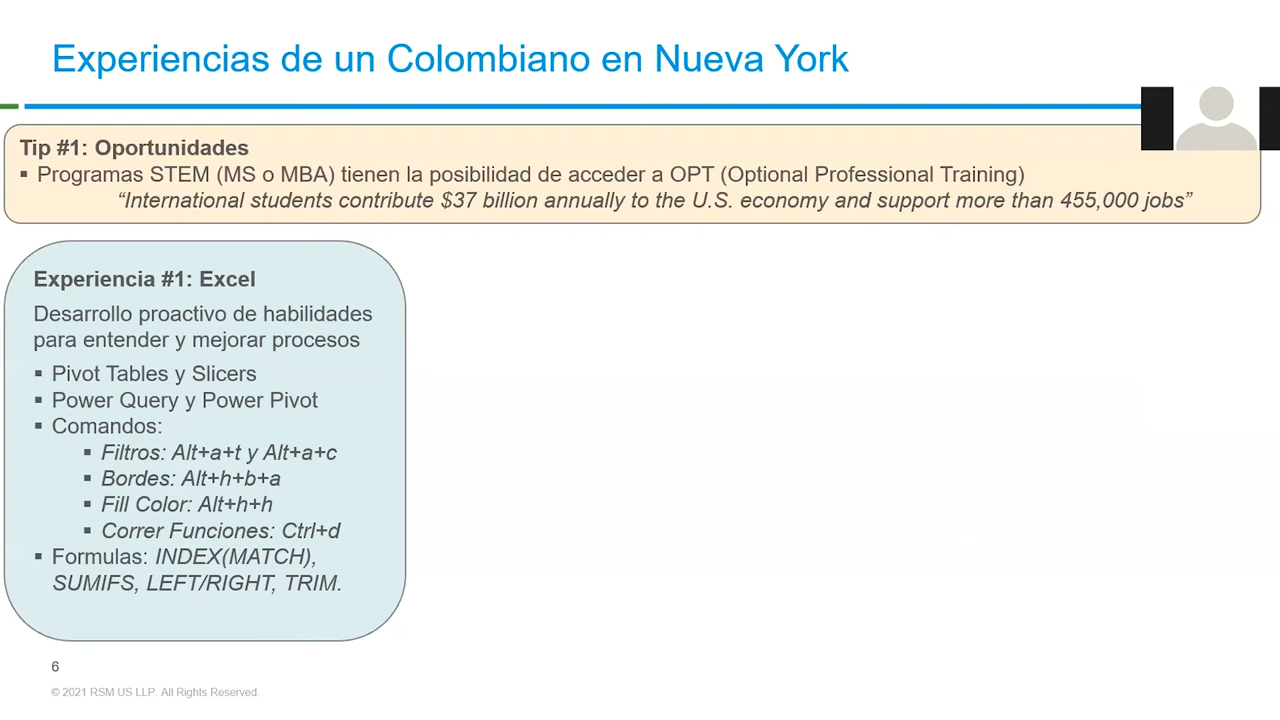 Experiencias de un Colombiano en Nueva York
Tip #1: Oportunidades
▪ Programas STEM (MS o MBA) tienen la posibilidad de acceder a OPT (Optional Professional Training)
“International students contribute $37 billion annually to the U.S. economy and support more than 455,000 jobs”
Experiencia #1: Excel
Desarrollo proactivo de habilidades
para entender y mejorar procesos
▪ Pivot Tables y Slicers
▪ Power Query y Power Pivot
▪ Comandos:
▪ Filtros: Alt+a+t y Alt+a+c
▪ Bordes: Alt+h+b+a
▪ Fill Color: Alt+h+h
▪ Correr Funciones: Ctrl+d
▪ Formulas: INDEX(MATCH),
SUMIFS, LEFT/RIGHT, TRIM.
6
© 2021 RSM US LLP. All Rights Reserved.